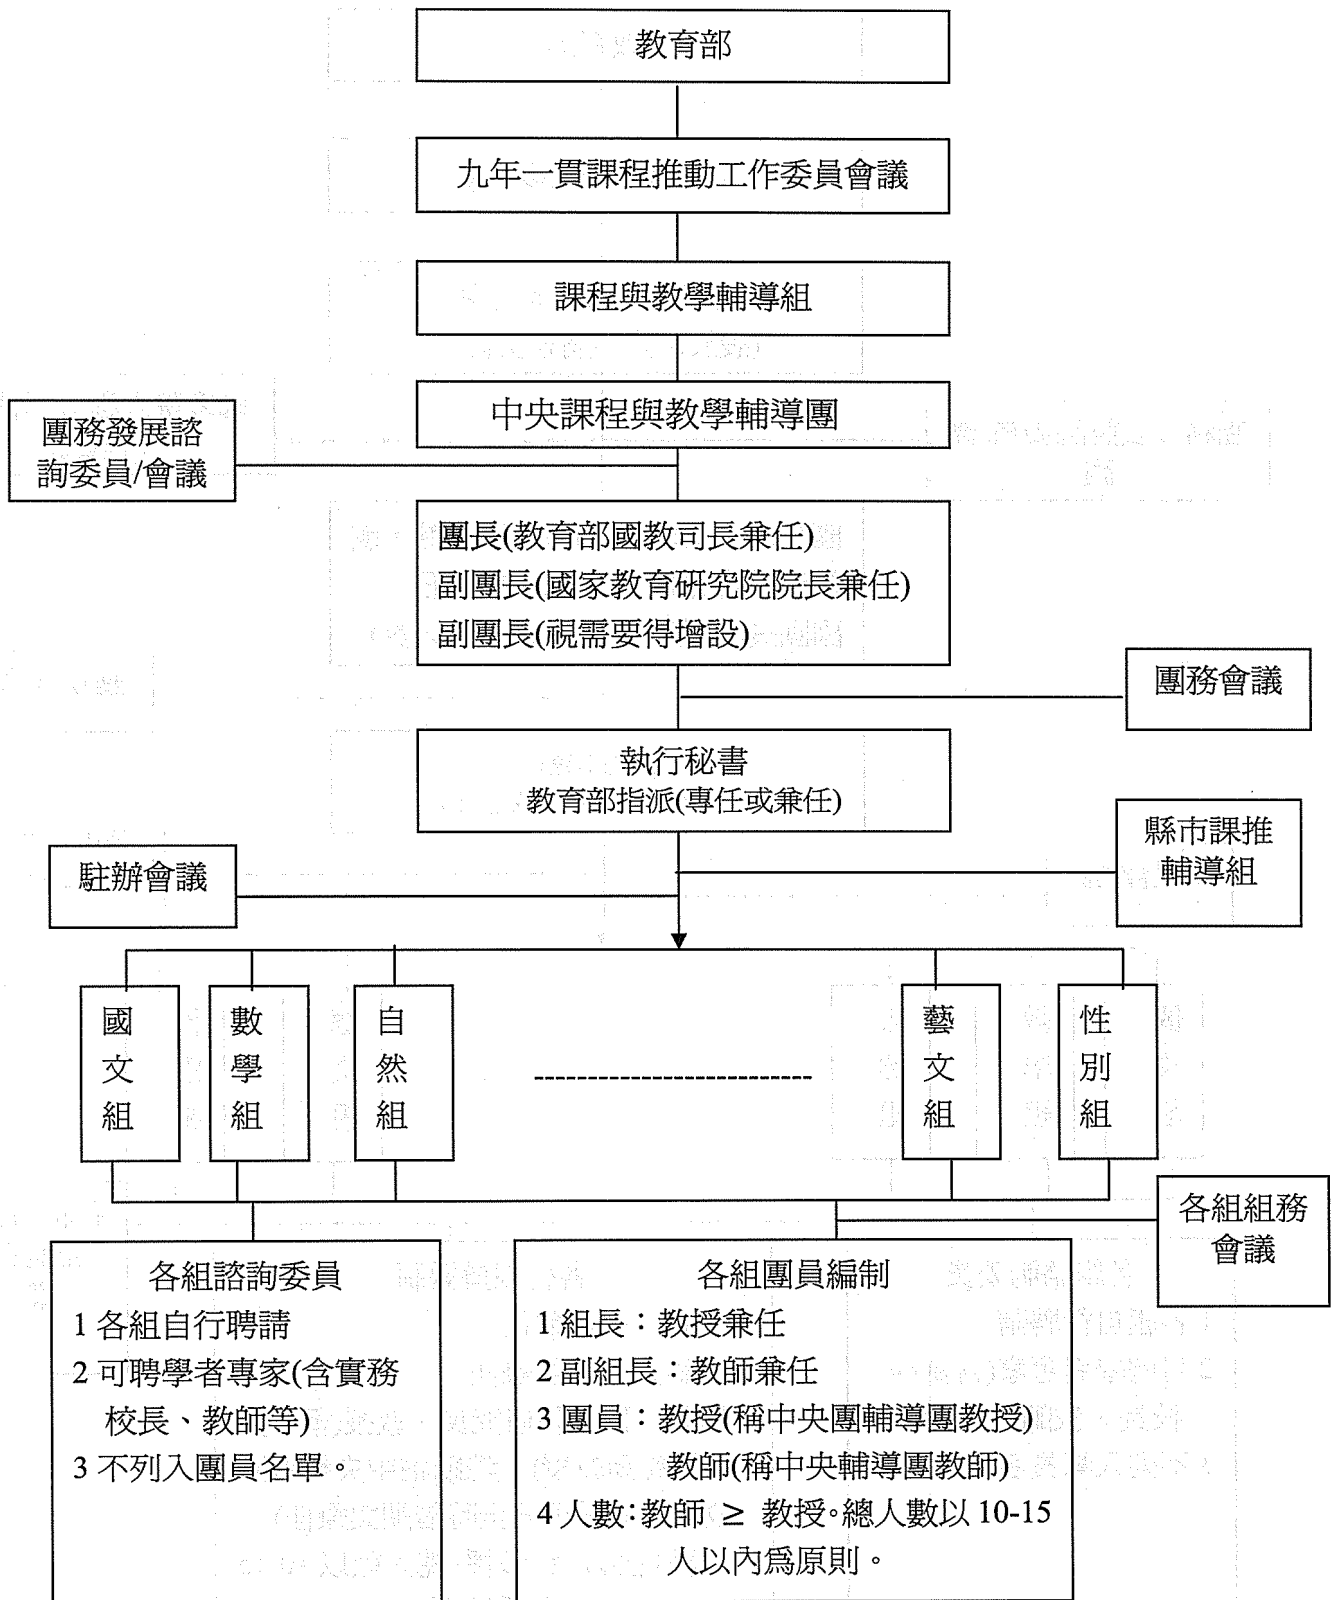 教育部
九年一貫課程推動工作委員會議
課程與教學輔導組
中央課程與教學輔導團
團務發展諮
詢委員/會議
團長(教育部國教司長兼任)
副團長(國家教育研究院院長兼任)
副團長(視需要得增設)
團務會議
執行秘書
教育部指派(專任或兼任)
縣市課推
輔導組
駐辦會議
國文組
數學組
自然組
藝文組
性別組
各組組務
會議
各組諮詢委員
1 各組自行聘請
2 可聘學者專家(含實務
校長、教師等)
3 不列入團員名單。
各組團員編制
1 組長：教授兼任
2 副組長：教師兼任
3 團員：教授(稱中央團輔導團教授)
教師(稱中央輔導團教師)
4 人數：教師 ≥ 教授。總人數以 10-15
人以內為原則。